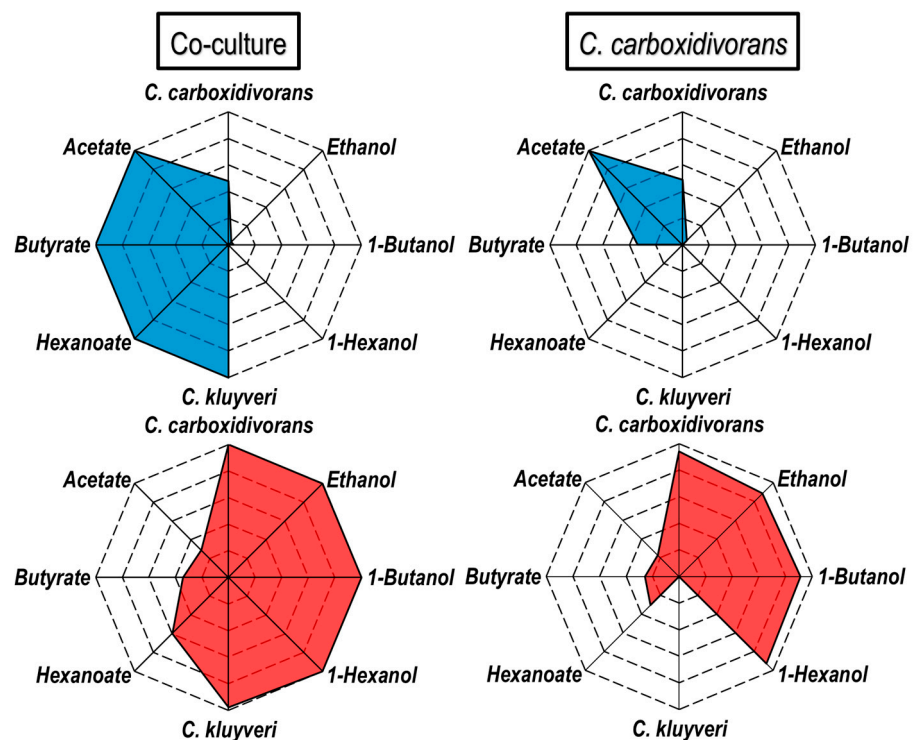 Co-culture
C. carboxidivorans
C. carboxidivorans
C. carboxidivorans
Acetate
Ethanol
Acetate
Ethanol
Butyrate
1-Butanol
Butyrate
1-Butanol
Hexanoate
1-Hexanol
Hexanoate
1-Hexanol
C. kluyveri
C. kluyveri
C. carboxidivorans
C. carboxidivorans
Acetate
Ethanol
Acetate
Ethanol
Butyrate
1-Butanol
Butyrate
1-Butanol
Hexanoate
1-Hexanol
Hexanoate
1-Hexanol
C. kluyveri
C. kluyveri